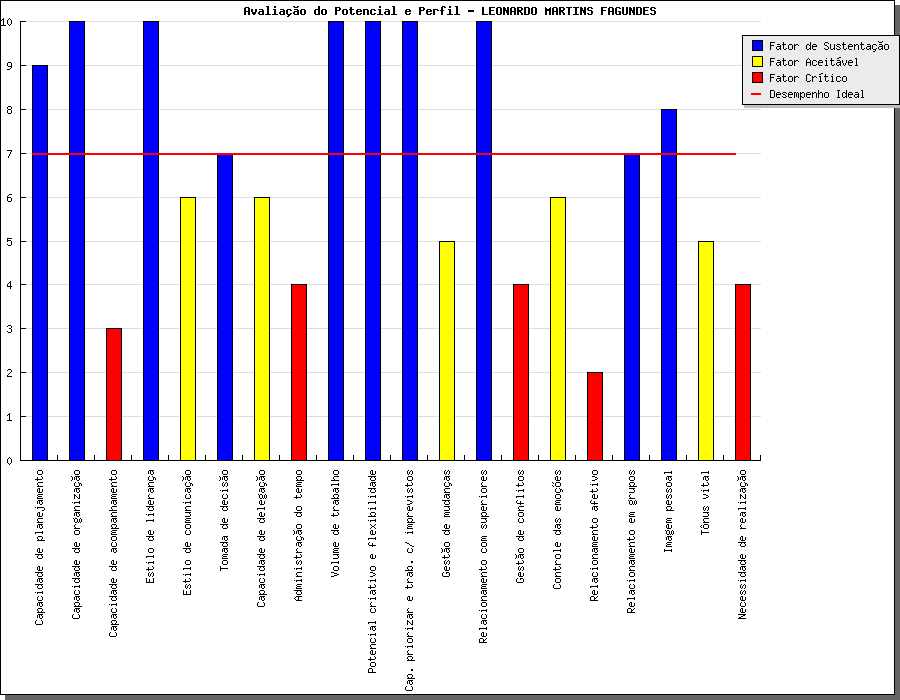 Avaliação do Potencial e Perfil - LEONARDO MARTINS FAGUNDES
Fator de Sustentação
Fator Aceitável
Fator Crítico
Desempenho Ideal
10
9
8
7
6
5
4
3
2
1
0
Capacidade de planejamento
Capacidade de organização
Capacidade de acompanhamento
Estilo de liderança
Estilo de comunicação
Tomada de decisão
Capacidade de delegação
Administração do tempo
Volume de trabalho
Potencial criativo e flexibilidade
Cap. priorizar e trab. c/ imprevistos
Gestão de mudanças
Relacionamento com superiores
Gestão de conflitos
Controle das emoções
Relacionamento afetivo
Relacionamento em grupos
Imagem pessoal
Tônus vital
Necessidade de realização